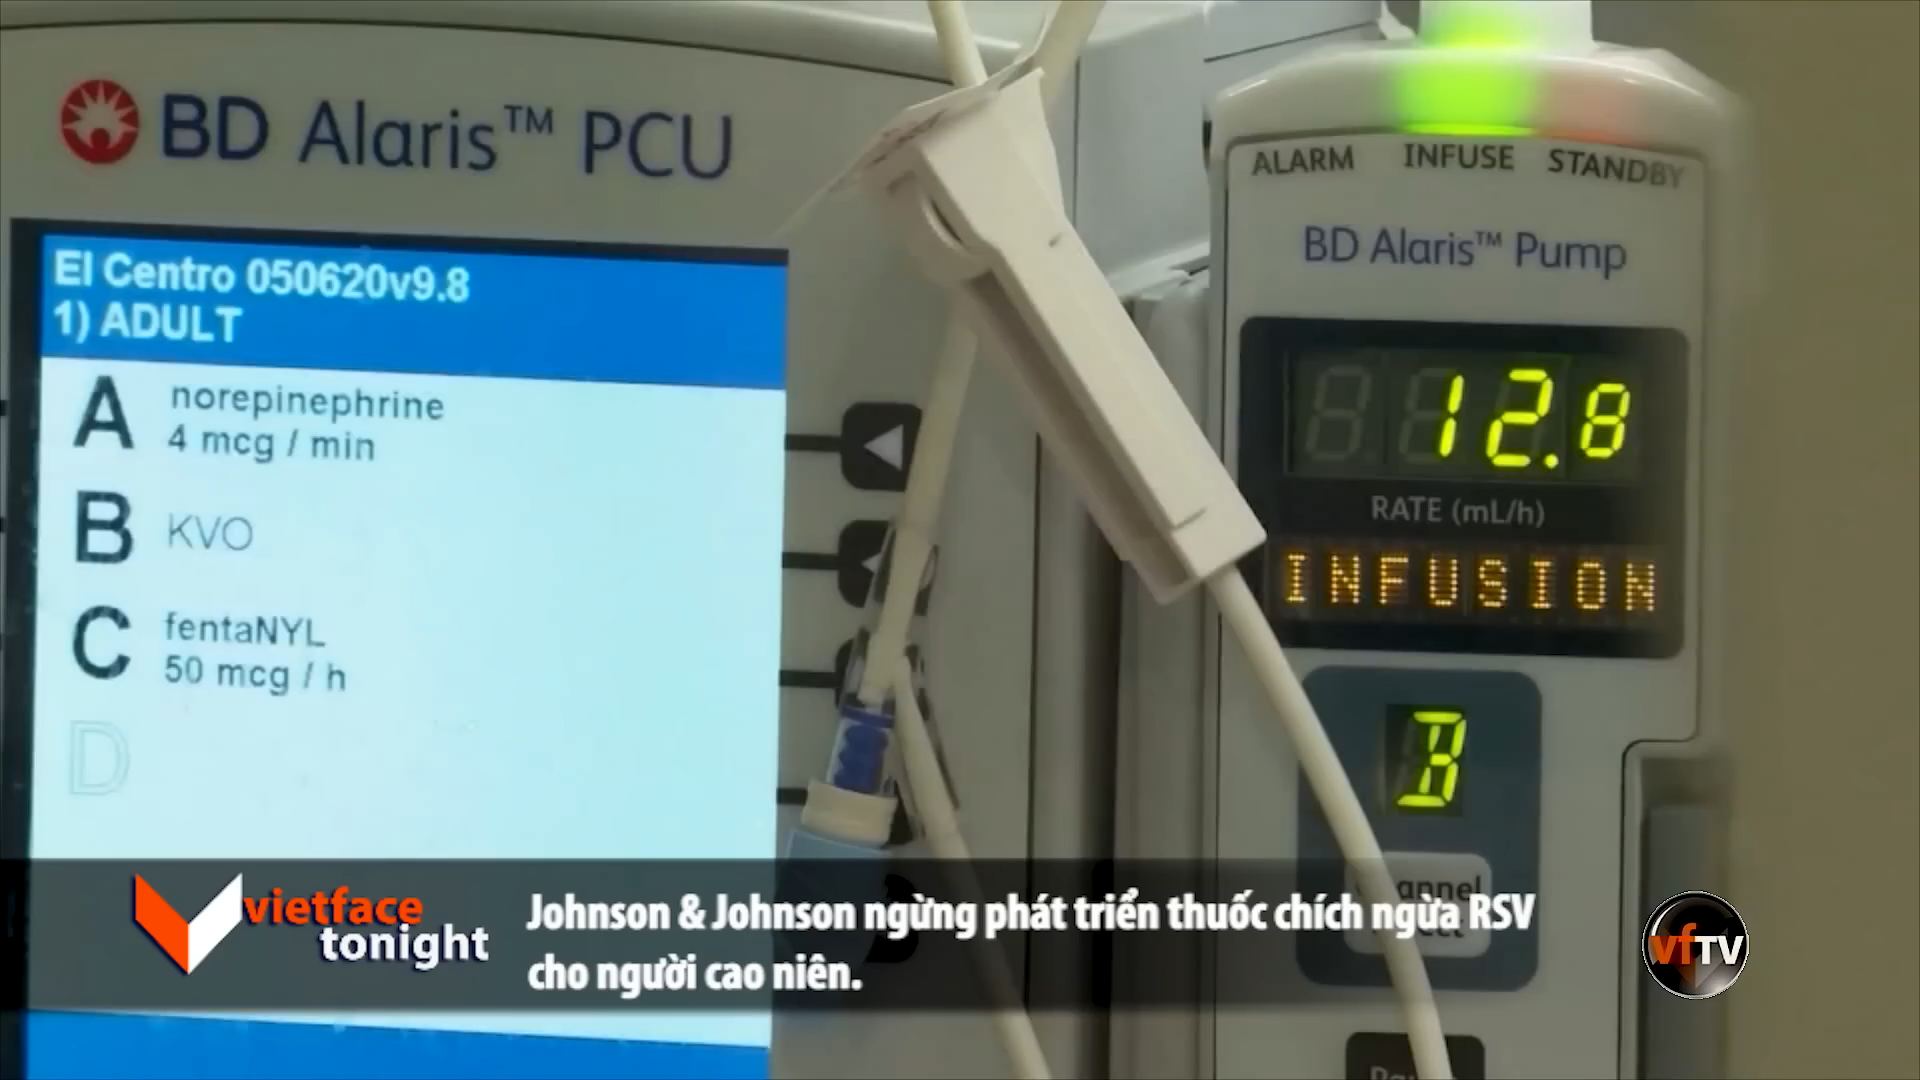 BD Alaris™ PCU
El Centro 050620v9.8
1) ADULT
A norepinephrine
4 mcg / min
B KVO
C fentaNYL
50 mcg / h
D
ALARM INFUSE STANDBY
BD Alaris™ Pump
12.8
RATE (mL/h)
INFUSION
B
vietface
tonight
Johnson & Johnson ngừng phát triển thuốc chích ngừa RSV
cho người cao niên.
vfTV